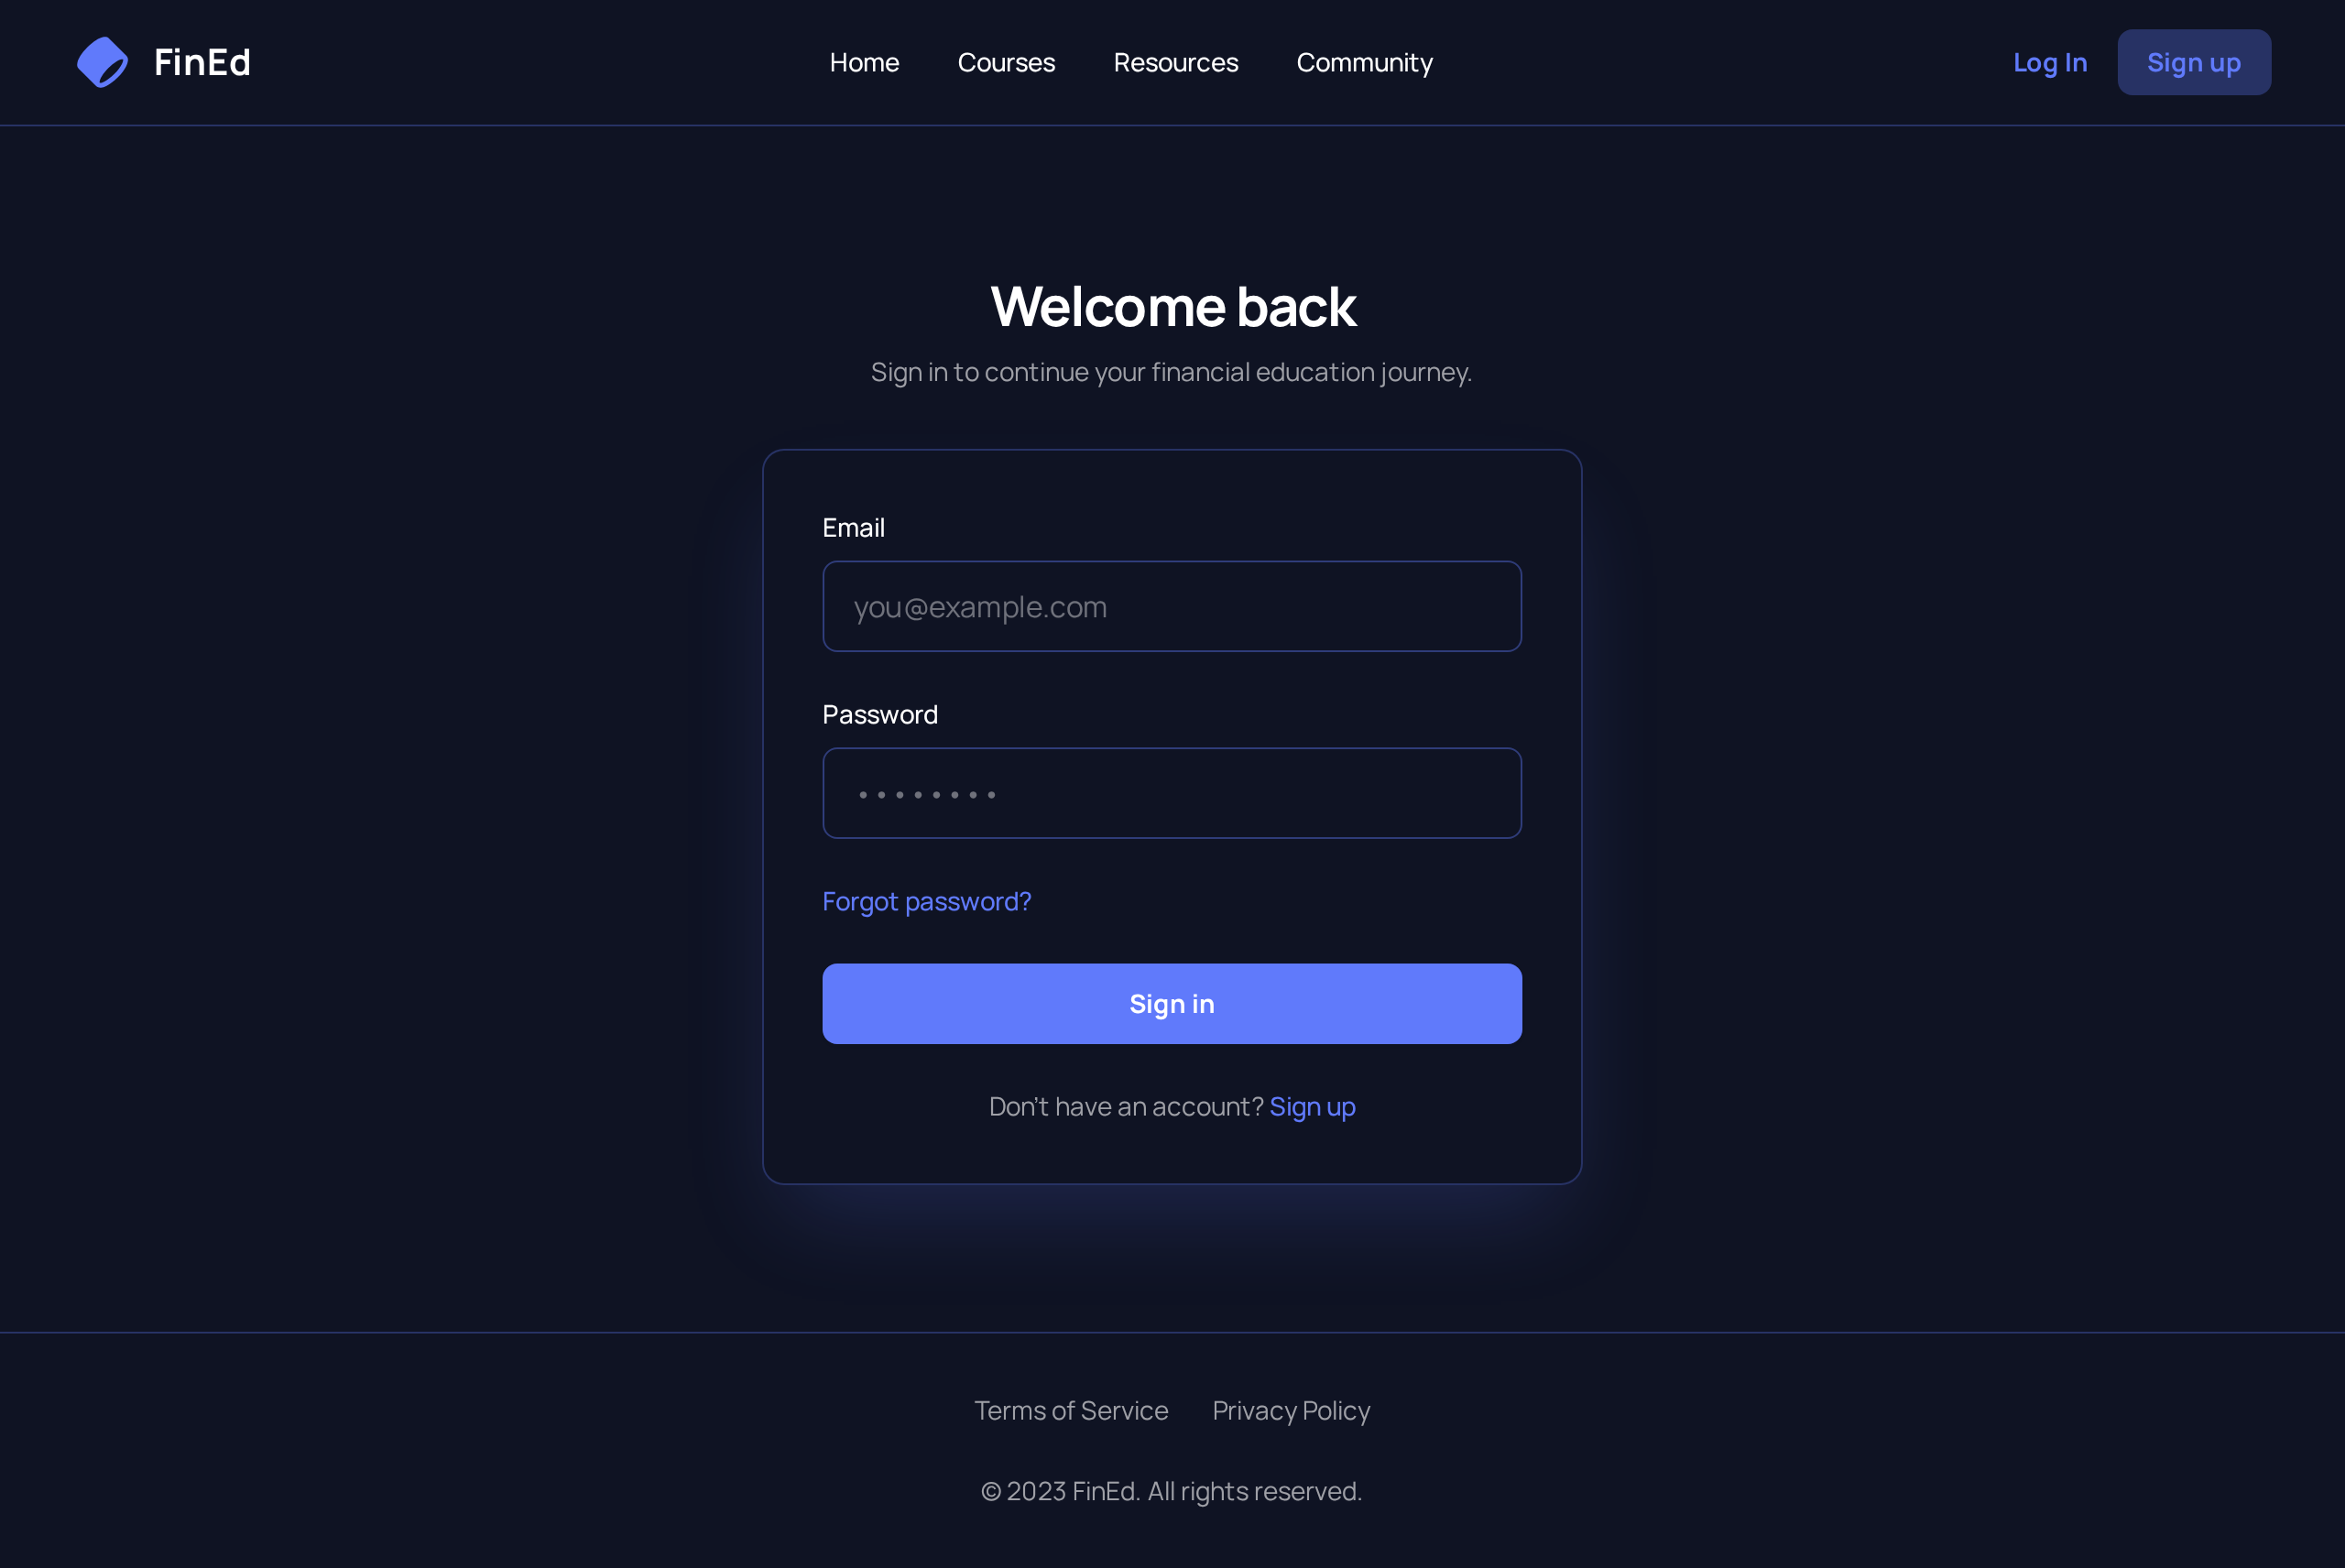 FinEd
Home Courses Resources Community
Log In Sign up
Welcome back
Sign in to continue your financial education journey.
Email
you@example.com
Password
••••••••
Forgot password?
Sign in
Don't have an account? Sign up
Terms of Service Privacy Policy
© 2023 FinEd. All rights reserved.